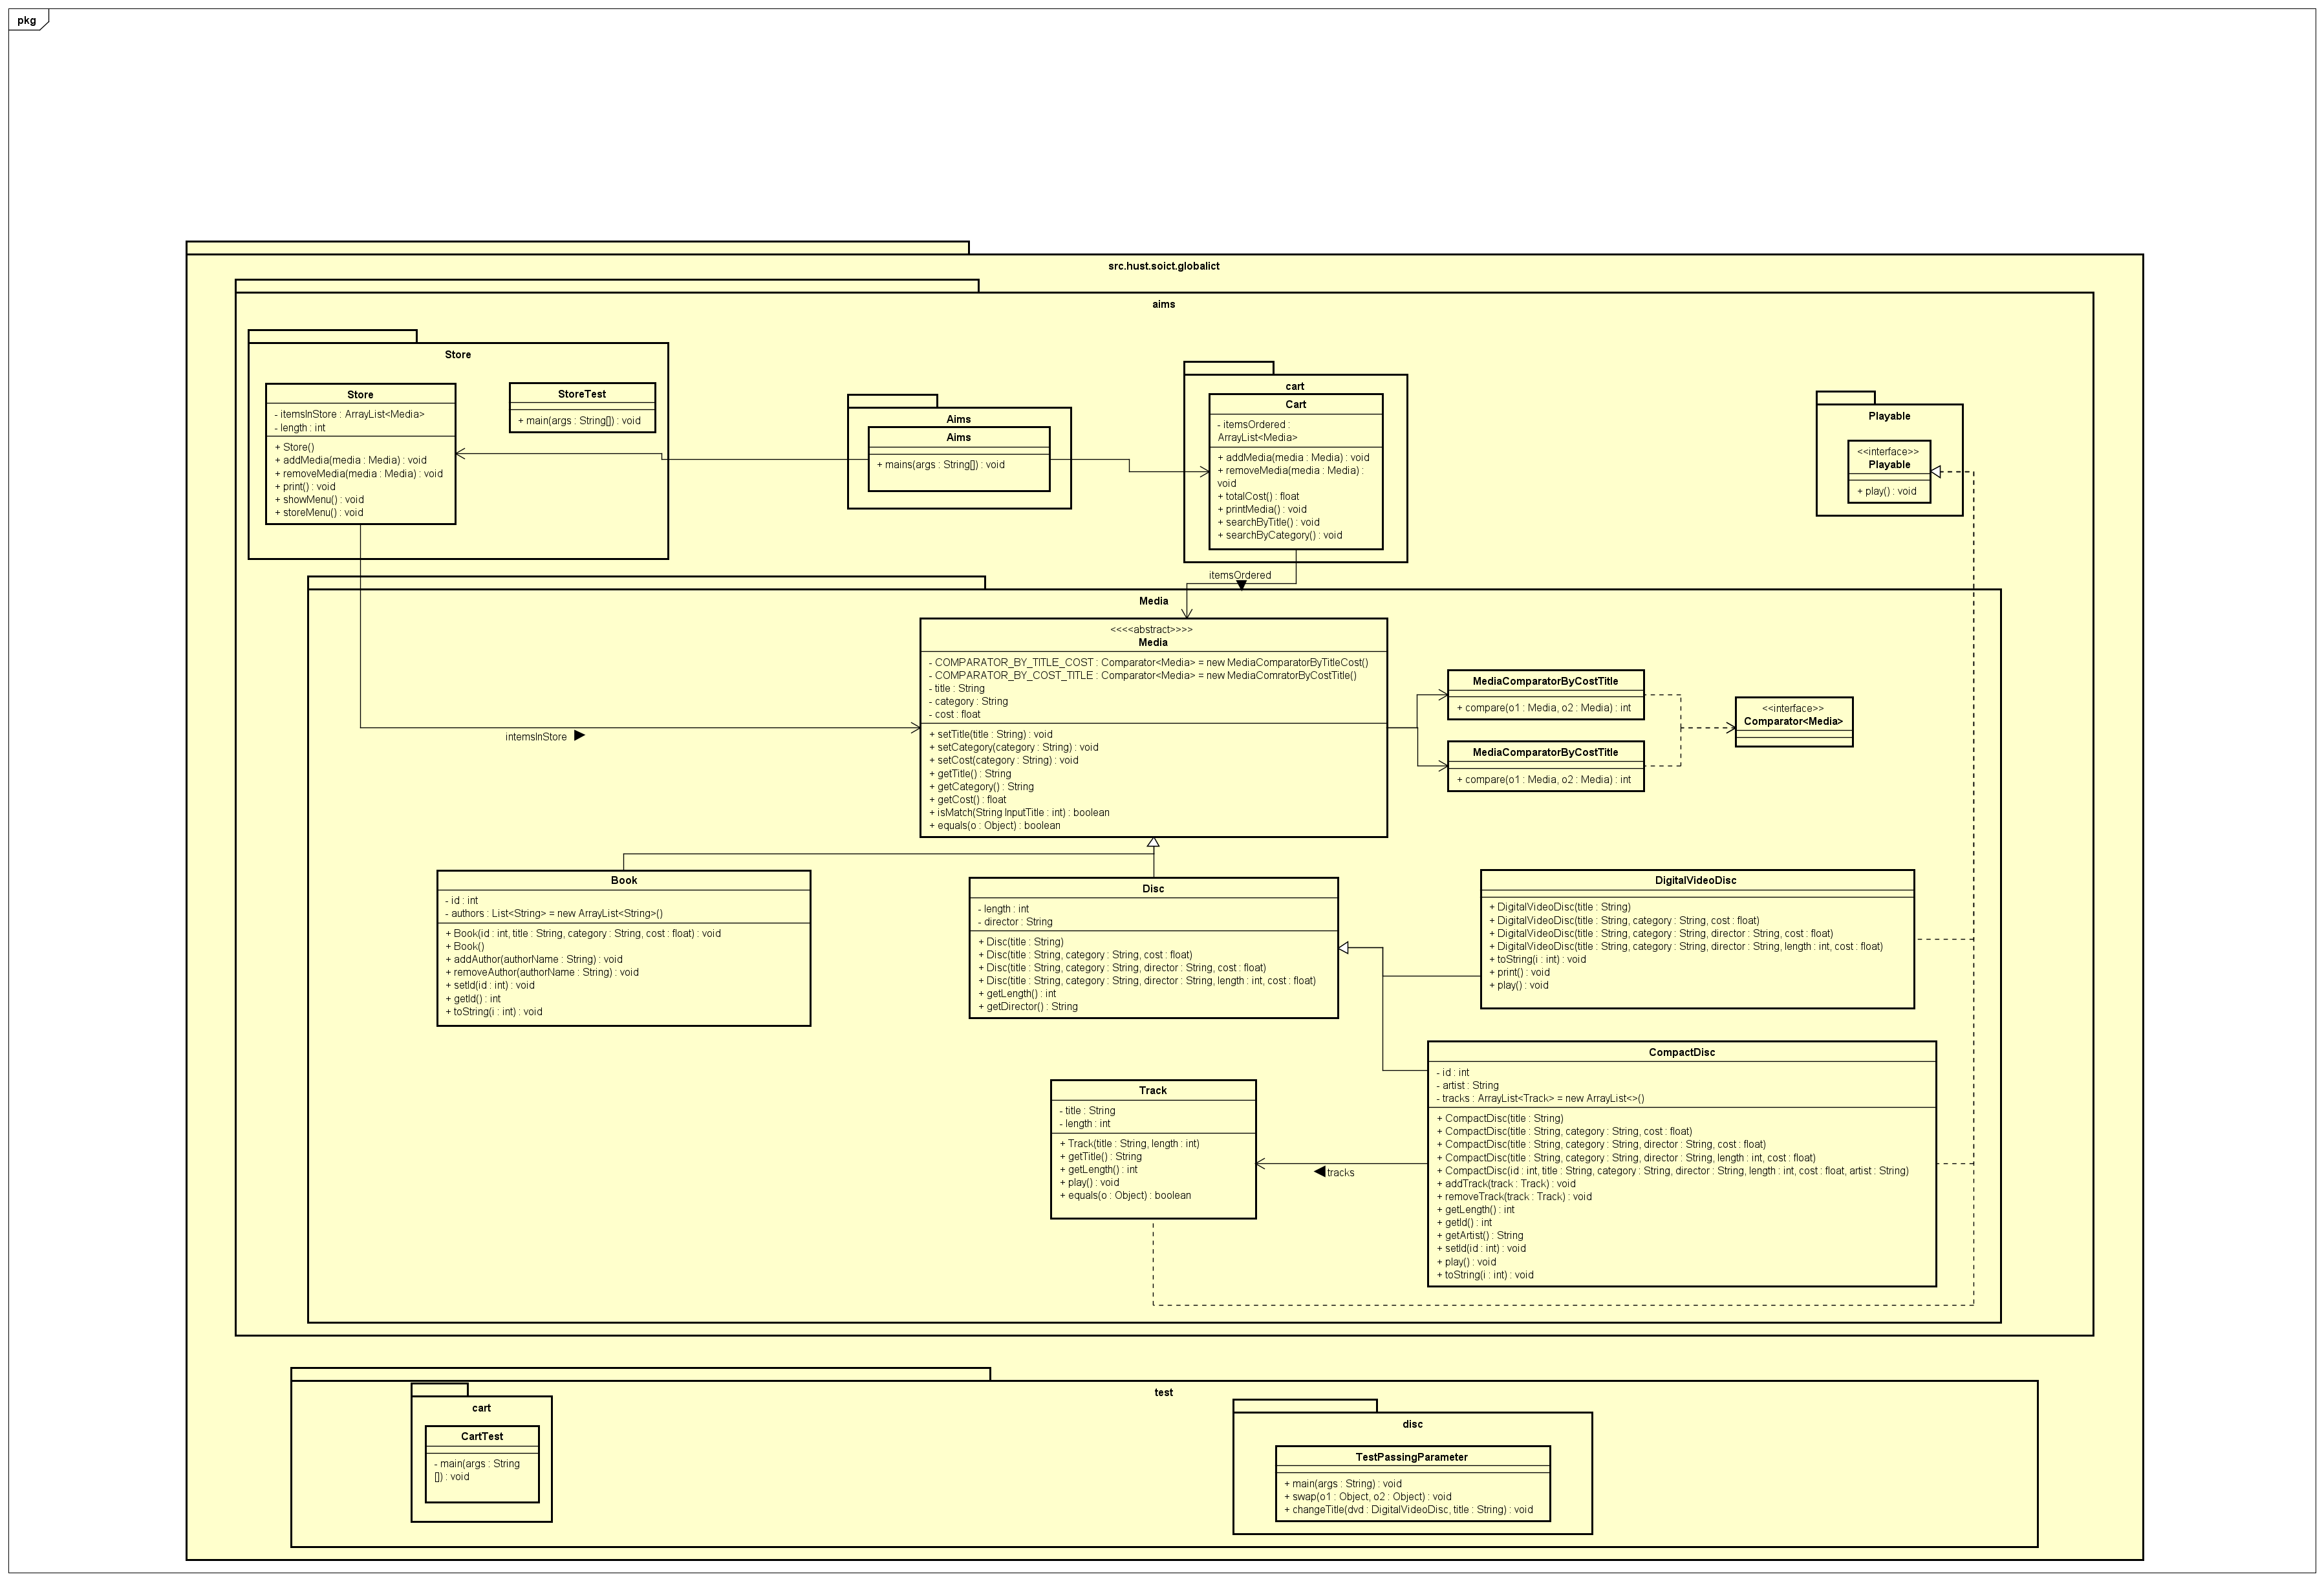 pkg
src.hust.soict.globalict
aims
Store
Store
- itemsInStore : ArrayList<Media>
- length : int
+ Store()
+ addMedia(media : Media) : void
+ removeMedia(media : Media) : void
+ print() : void
+ showMenu() : void
+ storeMenu() : void
StoreTest
+ main(args : String[]) : void
Aims
Aims
+ mains(args : String[]) : void
cart
Cart
- itemsOrdered :
ArrayList<Media>
+ addMedia(media : Media) : void
+ removeMedia(media : Media) :
void
+ totalCost() : float
+ printMedia() : void
+ searchByTitle() : void
+ searchByCategory() : void
Playable
<<interface>>
Playable
+ play() : void
itemsOrdered
Media
<<<<abstract>>>>
Media
- COMPARATOR_BY_TITLE_COST : Comparator<Media> = new MediaComparatorByTitleCost()
- COMPARATOR_BY_COST_TITLE : Comparator<Media> = new MediaComratorByCostTitle()
- title : String
- category : String
- cost : float
+ setTitle(title : String) : void
+ setCategory(category : String) : void
+ setCost(category : String) : void
+ getTitle() : String
+ getCategory() : String
+ getCost() : float
+ isMatch(String InputTitle : int) : boolean
+ equals(o : Object) : boolean
intemsInStore
MediaComparatorByCostTitle
+ compare(o1 : Media, o2 : Media) : int
MediaComparatorByCostTitle
+ compare(o1 : Media, o2 : Media) : int
<<interface>>
Comparator<Media>
Book
- id : int
- authors : List<String> = new ArrayList<String>()
+ Book(id : int, title : String, category : String, cost : float) : void
+ Book()
+ addAuthor(authorName : String) : void
+ removeAuthor(authorName : String) : void
+ setId(id : int) : void
+ getId() : int
+ toString(i : int) : void
Disc
- length : int
- director : String
+ Disc(title : String)
+ Disc(title : String, category : String, cost : float)
+ Disc(title : String, category : String, director : String, cost : float)
+ Disc(title : String, category : String, director : String, length : int, cost : float)
+ getLength() : int
+ getDirector() : String
DigitalVideoDisc
+ DigitalVideoDisc(title : String)
+ DigitalVideoDisc(title : String, category : String, cost : float)
+ DigitalVideoDisc(title : String, category : String, director : String, cost : float)
+ DigitalVideoDisc(title : String, category : String, director : String, length : int, cost : float)
+ toString(i : int) : void
+ print() : void
+ play() : void
Track
- title : String
- length : int
+ Track(title : String, length : int)
+ getTitle() : String
+ getLength() : int
+ play() : void
+ equals(o : Object) : boolean
tracks
CompactDisc
- id : int
- artist : String
- tracks : ArrayList<Track> = new ArrayList<>()
+ CompactDisc(title : String)
+ CompactDisc(title : String, category : String, cost : float)
+ CompactDisc(title : String, category : String, director : String, cost : float)
+ CompactDisc(title : String, category : String, director : String, length : int, cost : float)
+ CompactDisc(id : int, title : String, category : String, director : String, length : int, cost : float, artist : String)
+ addTrack(track : Track) : void
+ removeTrack(track : Track) : void
+ getLength() : int
+ getId() : int
+ getArtist() : String
+ setId(id : int) : void
+ play() : void
+ toString(i : int) : void
test
cart
CartTest
- main(args : String
[]) : void
disc
TestPassingParameter
+ main(args : String) : void
+ swap(o1 : Object, o2 : Object) : void
+ changeTitle(dvd : DigitalVideoDisc, title : String) : void